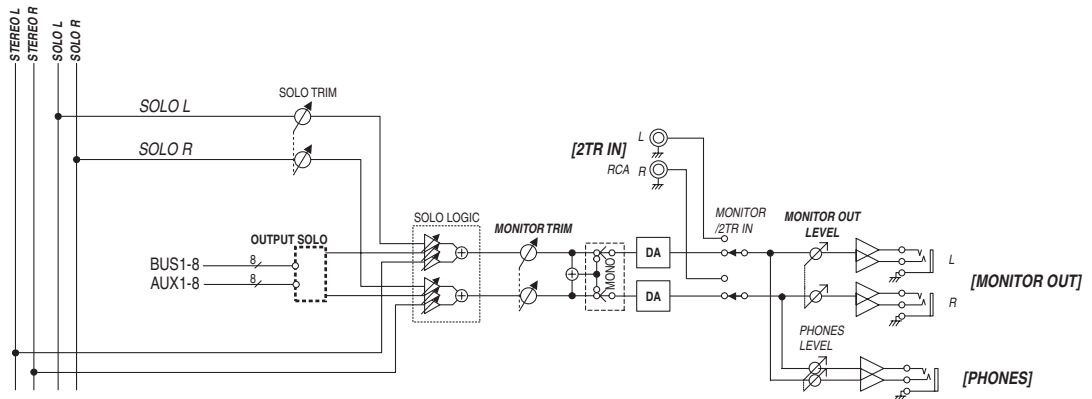 STEREO L
STEREO R
SOLO L
SOLO R
SOLO L
SOLO TRIM
SOLO R
L
[2TR IN]
RCA R
SOLO LOGIC
MONITOR TRIM
MONITOR
/2TR IN
MONITOR OUT
LEVEL
OUTPUT SOLO
BUS1-8
8
AUX1-8
8
MONO
DA
DA
L
[MONITOR OUT]
R
PHONES
LEVEL
[PHONES]